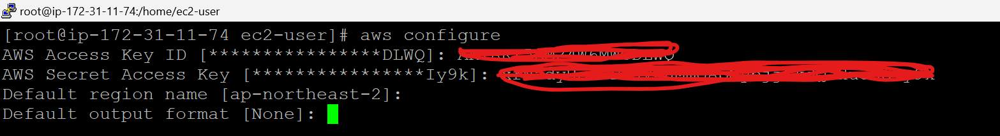 root@ip-172-31-11-74:/home/ec2-user
[root@ip-172-31-11-74 ec2-user]# aws configure
AWS Access Key ID [****************DLWQ]:
AWS Secret Access Key [****************Iy9k]:
Default region name [ap-northeast-2]:
Default output format [None]: